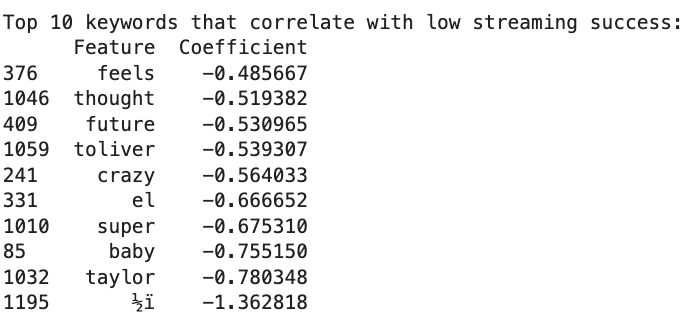 Top 10 keywords that correlate with low streaming success:
Feature Coefficient
376 feels -0.485667
1046 thought -0.519382
409 future -0.530965
1059 toliver -0.539307
241 crazy -0.564033
331 el -0.666652
1010 super -0.675310
85 baby -0.755150
1032 taylor -0.780348
1195 ½ï -1.362818